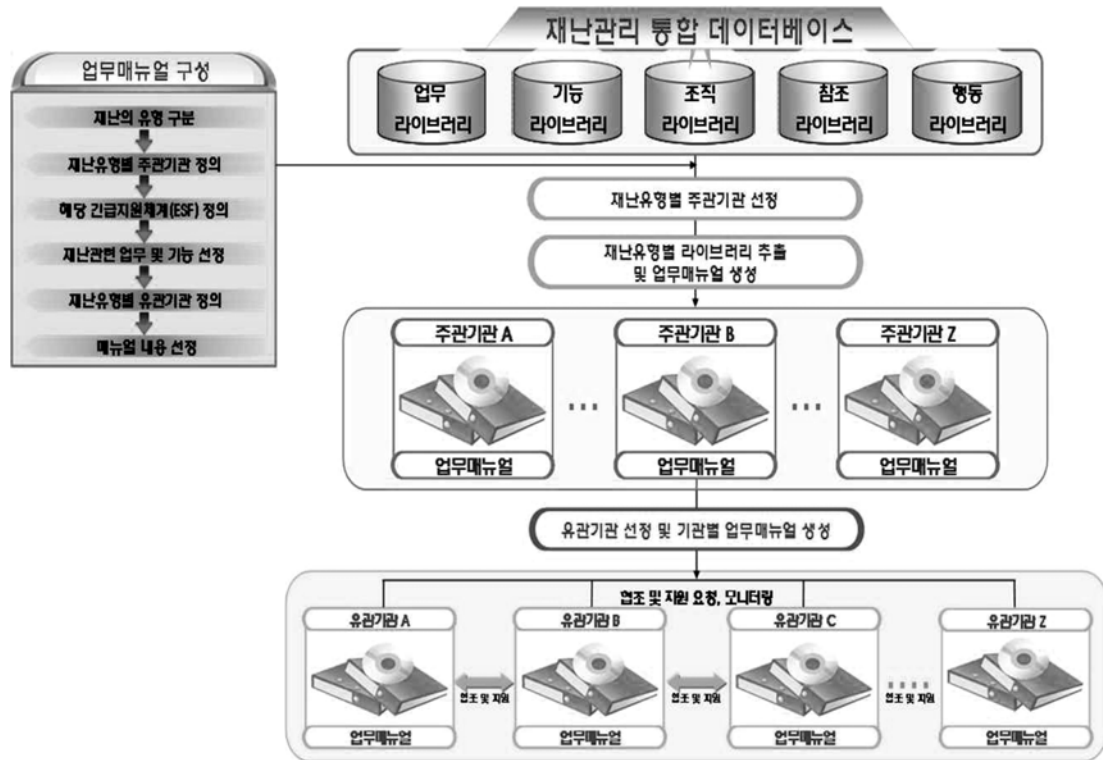 재난관리 통합 데이터베이스
업무매뉴얼 구성
재난의 유형 구분
재난유형별 주관기관 정의
해당 긴급지원체계(ESF) 정의
재난관련 업무 및 기능 선정
재난유형별 유관기관 정의
매뉴얼 내용 선정
업무
라이브러리
기능
라이브러리
조직
라이브러리
참조
라이브러리
행동
라이브러리
재난유형별 주관기관 선정
재난유형별 라이브러리 추출
및 업무매뉴얼 생성
주관기관 A
업무매뉴얼
주관기관 B
업무매뉴얼
주관기관 Z
업무매뉴얼
유관기관 선정 및 기관별 업무매뉴얼 생성
협조 및 지원 요청, 모니터링
유관기관 A
업무매뉴얼
협조 및 지원
유관기관 B
업무매뉴얼
협조 및 지원
유관기관 C
업무매뉴얼
협조 및 지원
유관기관 Z
업무매뉴얼